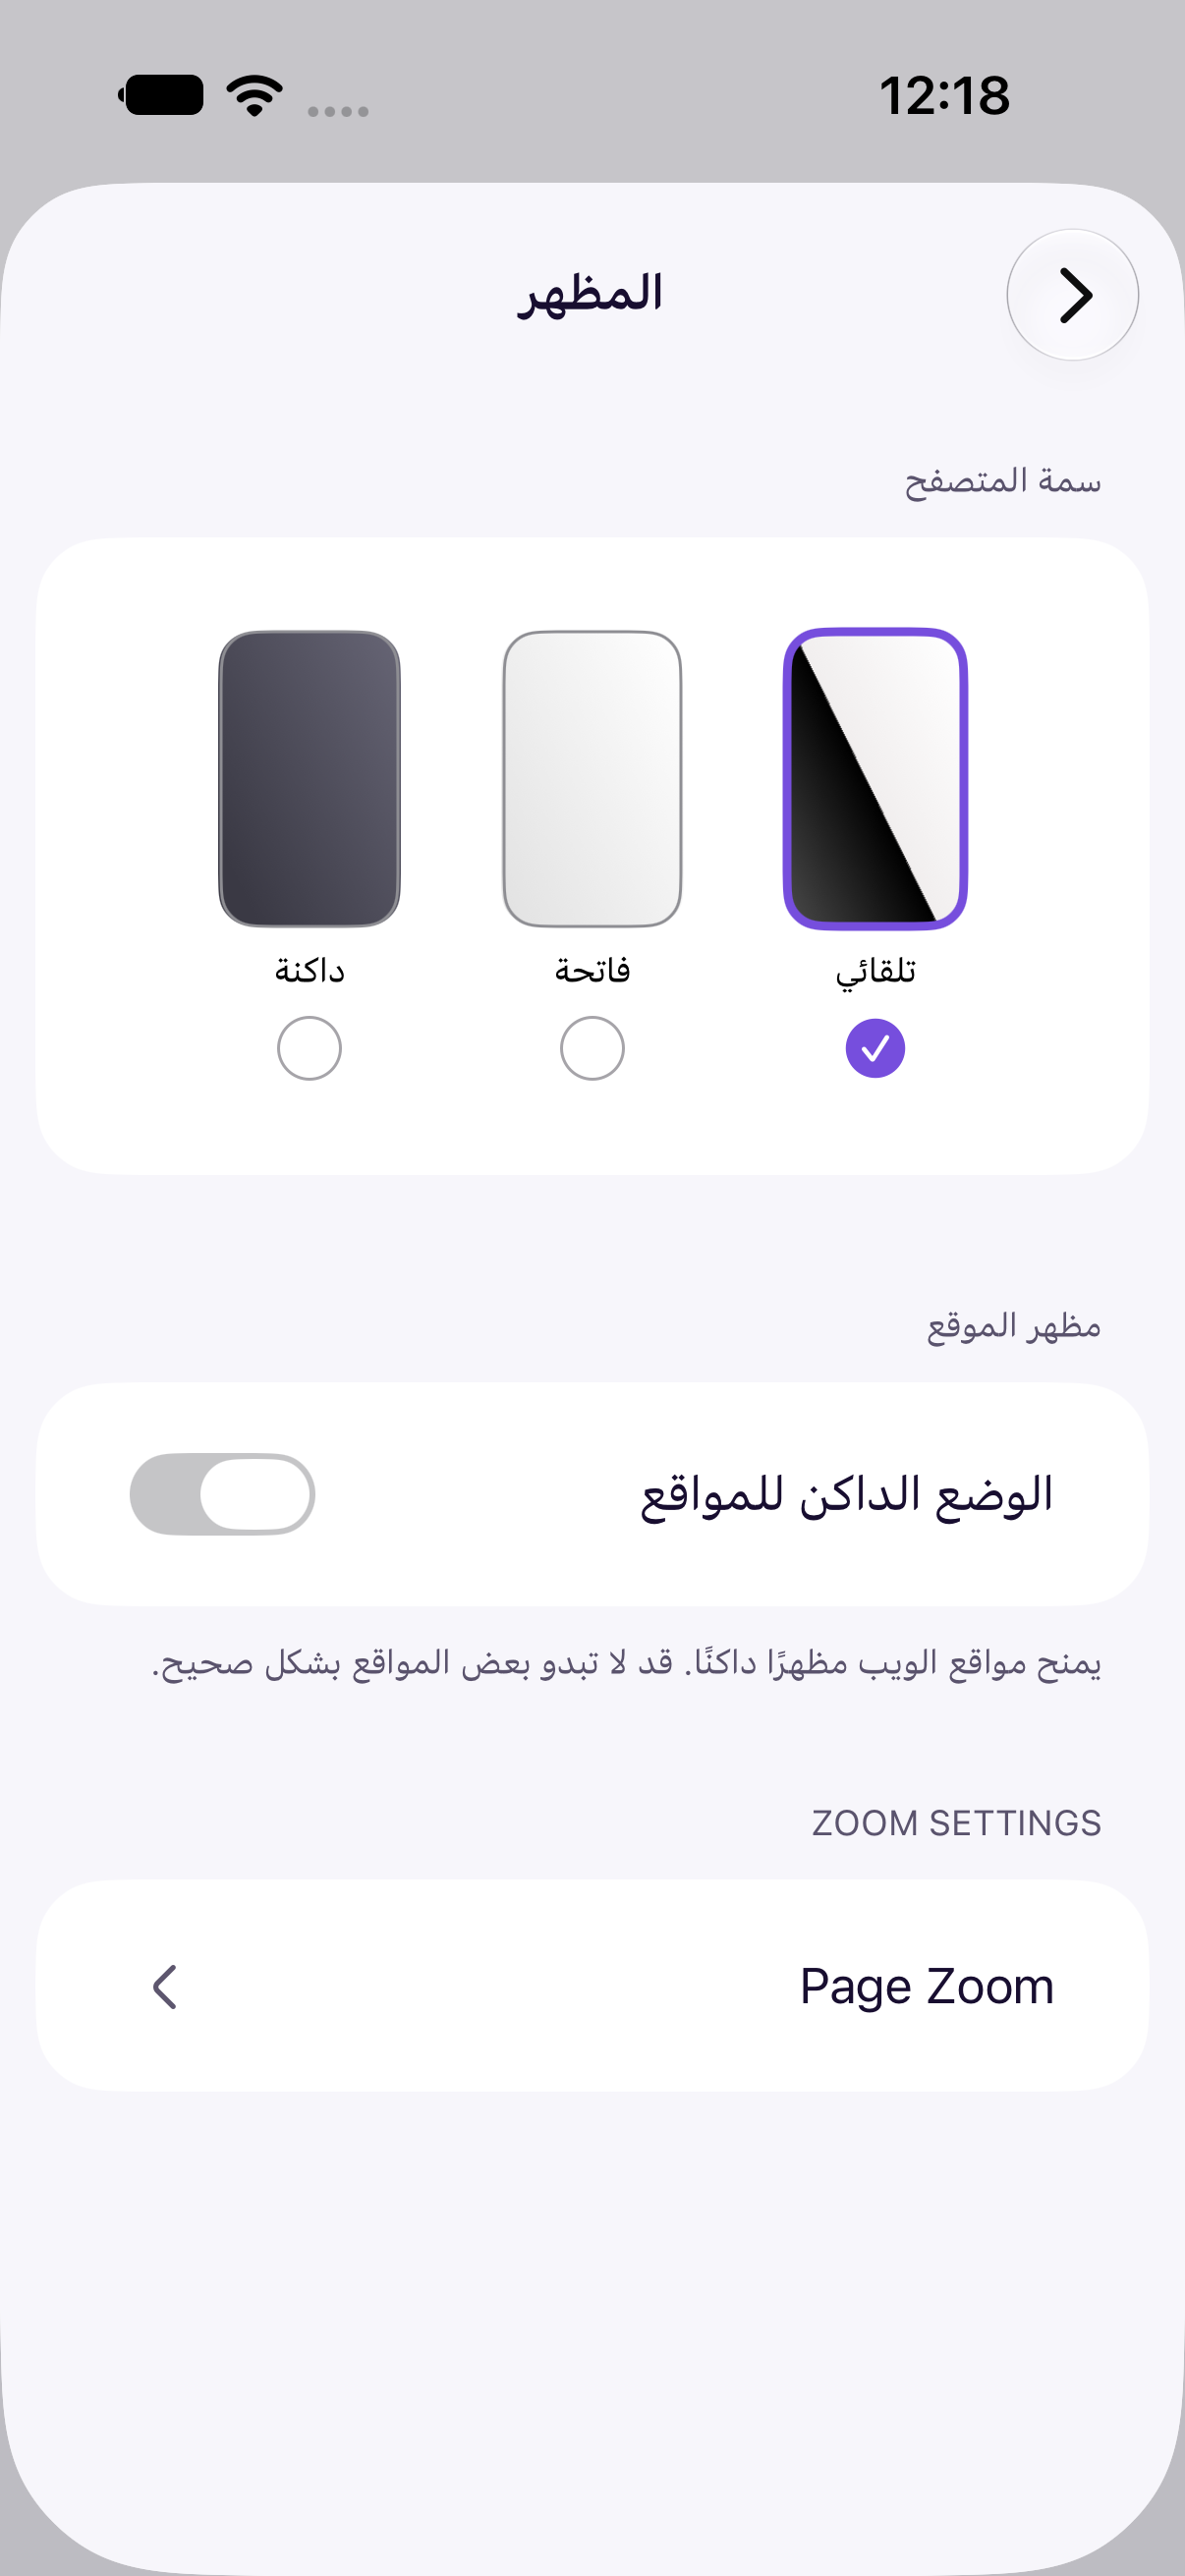 12:18
المظهر
سمة المتصفح
تلقائي
فاتحة
داكنة
مظهر الموقع
الوضع الداكن للمواقع
يمنح مواقع الويب مظهرًا داكنًا. قد لا تبدو بعض المواقع بشكل صحيح.
ZOOM SETTINGS
Page Zoom